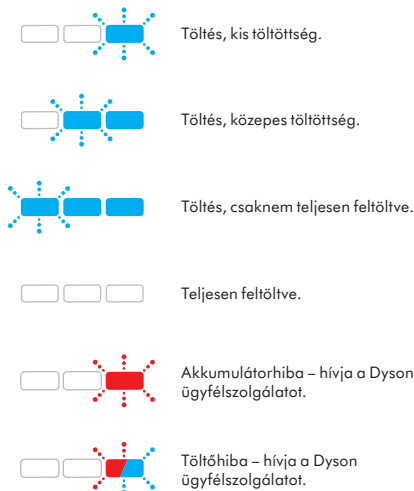 Töltés, kis töltöttség.
Töltés, közepes töltöttség.
Töltés, csaknem teljesen feltöltve.
Teljesen feltöltve.
Akkumulátorhiba – hívja a Dyson
ügyfélszolgálatot.
Töltőhiba – hívja a Dyson
ügyfélszolgálatot.